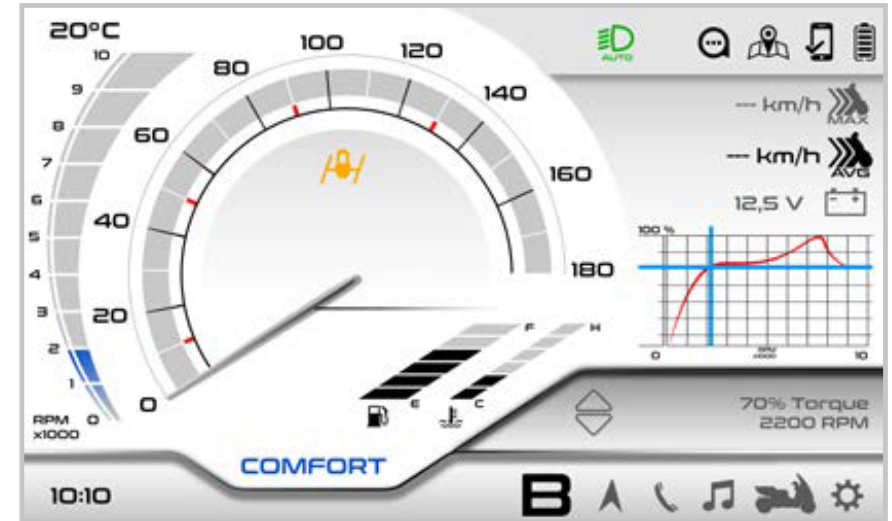 20°C
10
9
8
7
6
5
4
3
2
1
0
RPM
x1000
0
20
40
60
80
100
120
140
160
180
F
H
E
C
COMFORT
10:10
AUTO
--- km/h
MAX
--- km/h
AVG
12,5 V
100 %
0
RPM
x1000
10
70% Torque
2200 RPM
B